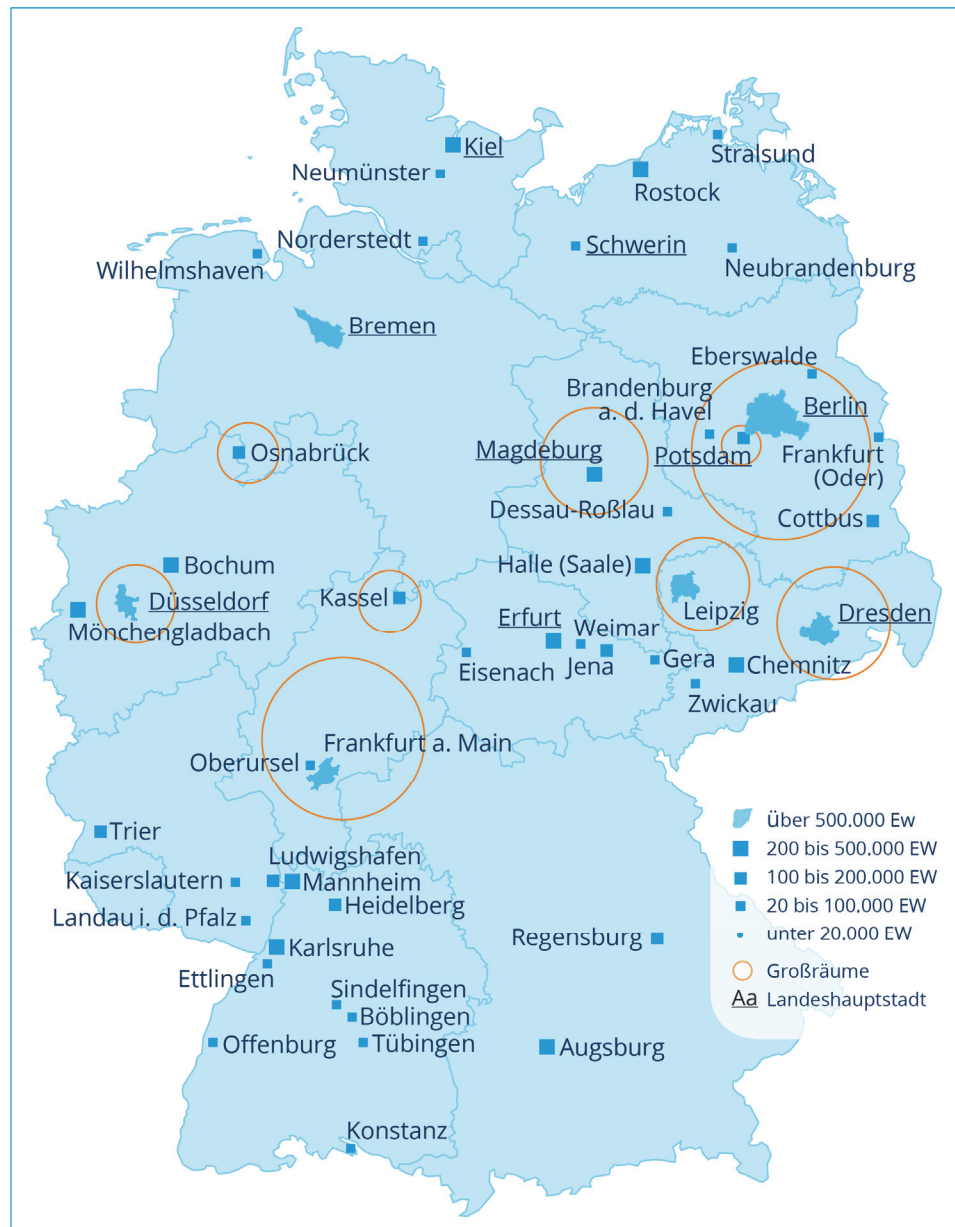 Kiel
Stralsund
Neumünster
Rostock
Norderstedt
Schwerin
Wilhelmshaven
Neubrandenburg
Bremen
Eberswalde
Brandenburg
a. d. Havel
Berlin
Osnabrück
Magdeburg
Potsdam
Frankfurt
(Oder)
Dessau-Roßlau
Cottbus
Bochum
Halle (Saale)
Düsseldorf
Kassel
Leipzig
Dresden
Mönchengladbach
Erfurt
Weimar
Eisenach
Jena
Gera
Chemnitz
Zwickau
Frankfurt a. Main
Oberursel
Trier
Ludwigshafen
Kaiserslautern
Mannheim
Landau i. d. Pfalz
Heidelberg
Regensburg
Karlsruhe
Ettlingen
Sindelfingen
Böblingen
Offenburg
Tübingen
Augsburg
Konstanz
über 500.000 Ew
200 bis 500.000 EW
100 bis 200.000 EW
20 bis 100.000 EW
unter 20.000 EW
Großräume
Aa Landeshauptstadt